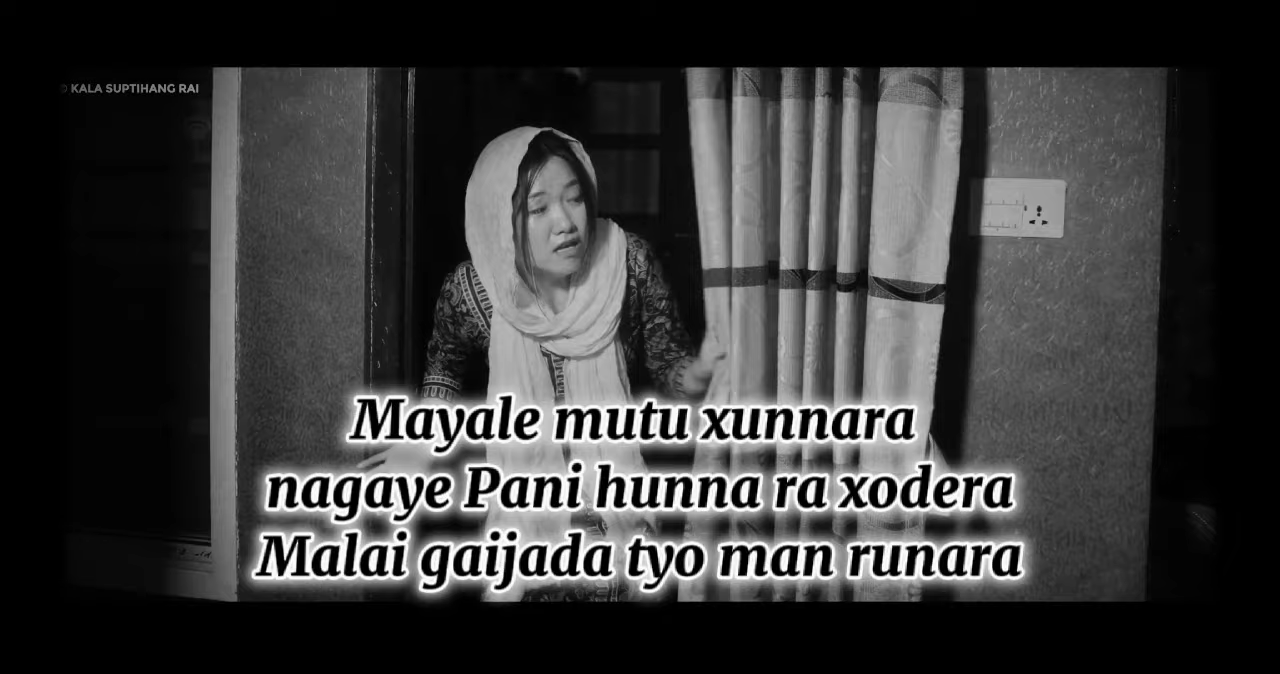 © KALA SUPTIHANG RAI
Mayale mutu xunnara
nagaye Pani hunna ra xodera
Malai gaijada tyo man runara